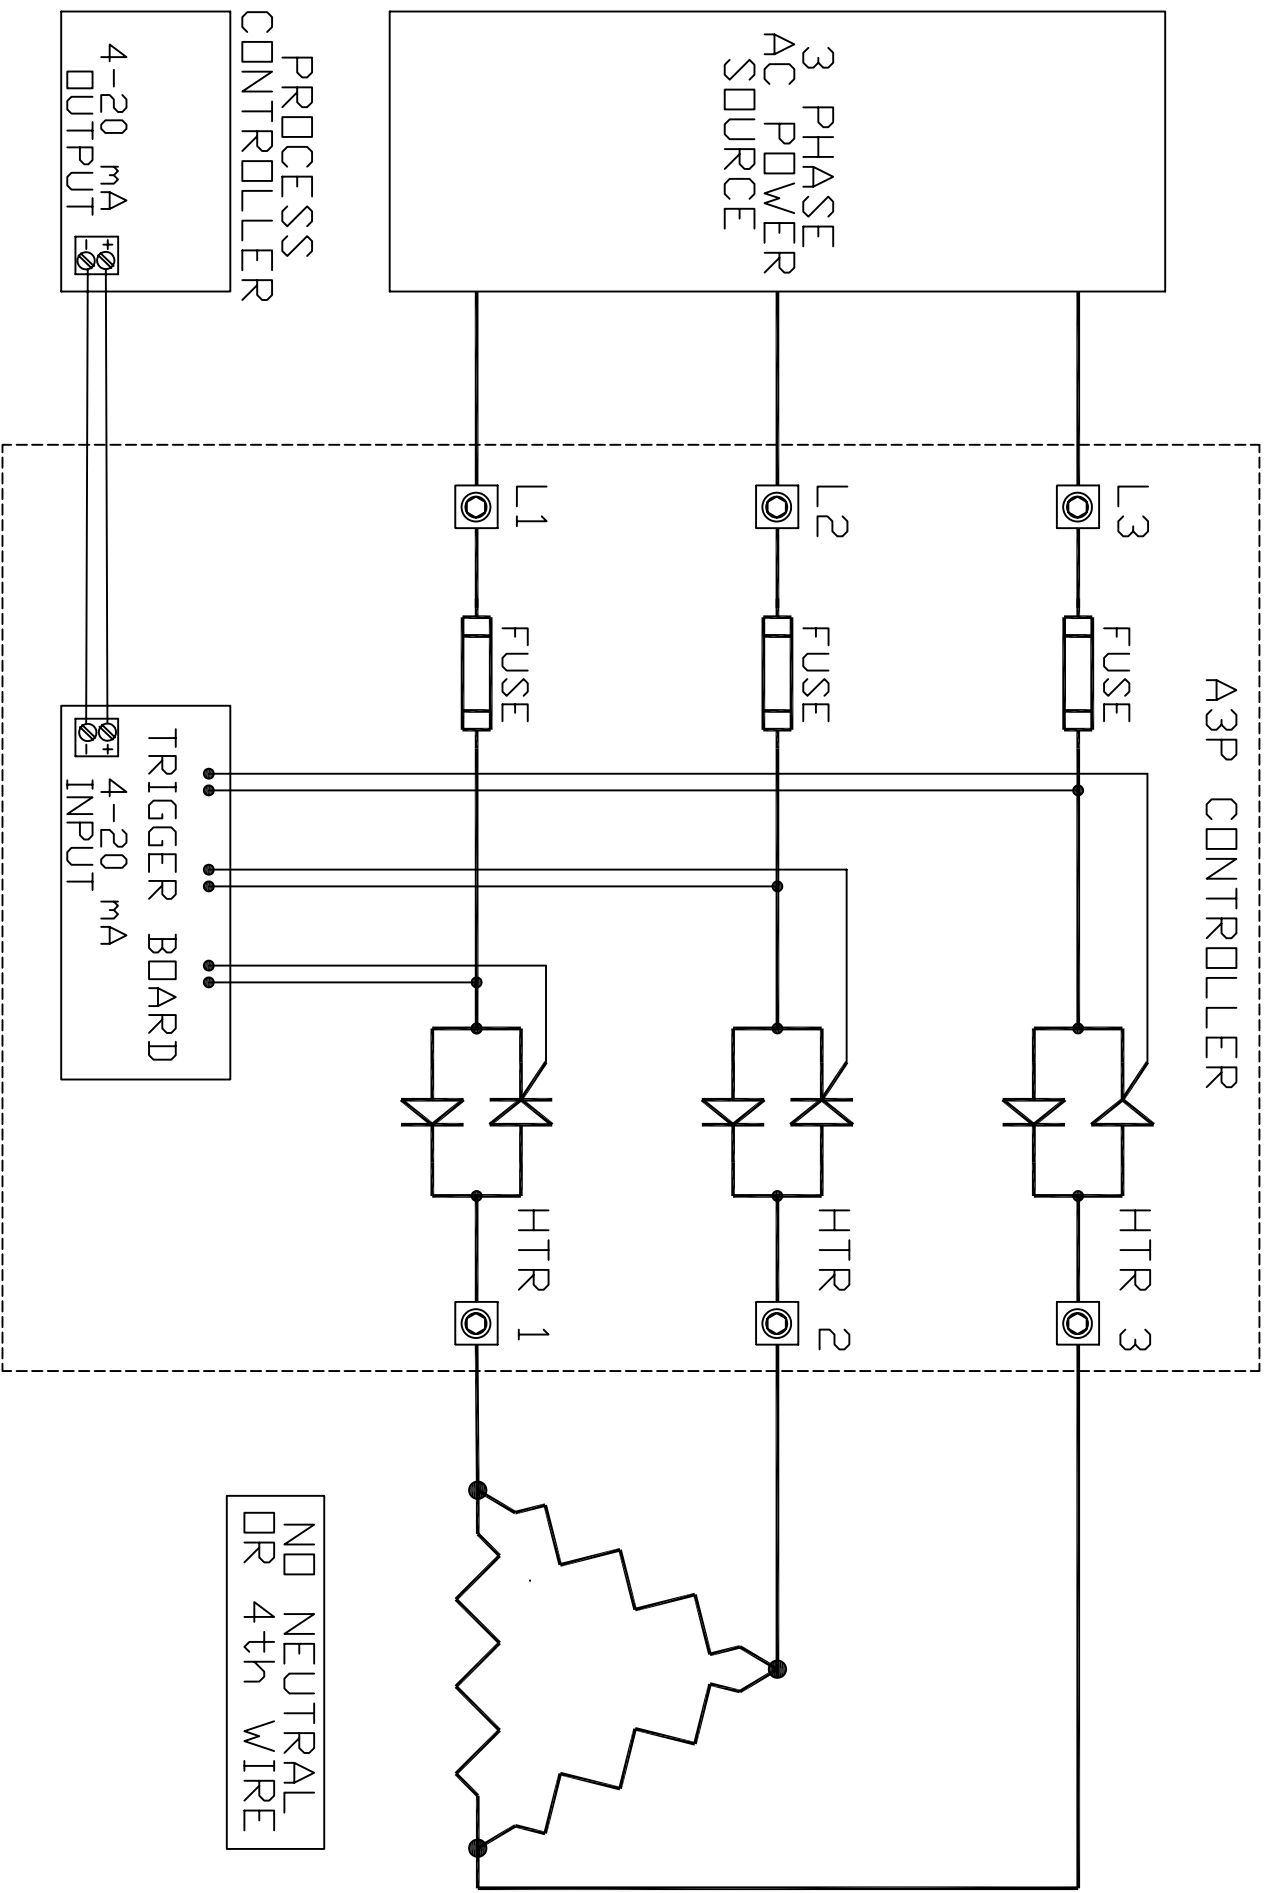 A3P CONTROLLER
3 PHASE
AC POWER
SOURCE
L3
FUSE
HTR 3
L2
FUSE
HTR 2
L1
FUSE
HTR 1
PROCESS
CONTROLLER
4-20 mA
OUTPUT
+
-
TRIGGER BOARD
+
-
4-20 mA
INPUT
NO NEUTRAL
OR 4th WIRE